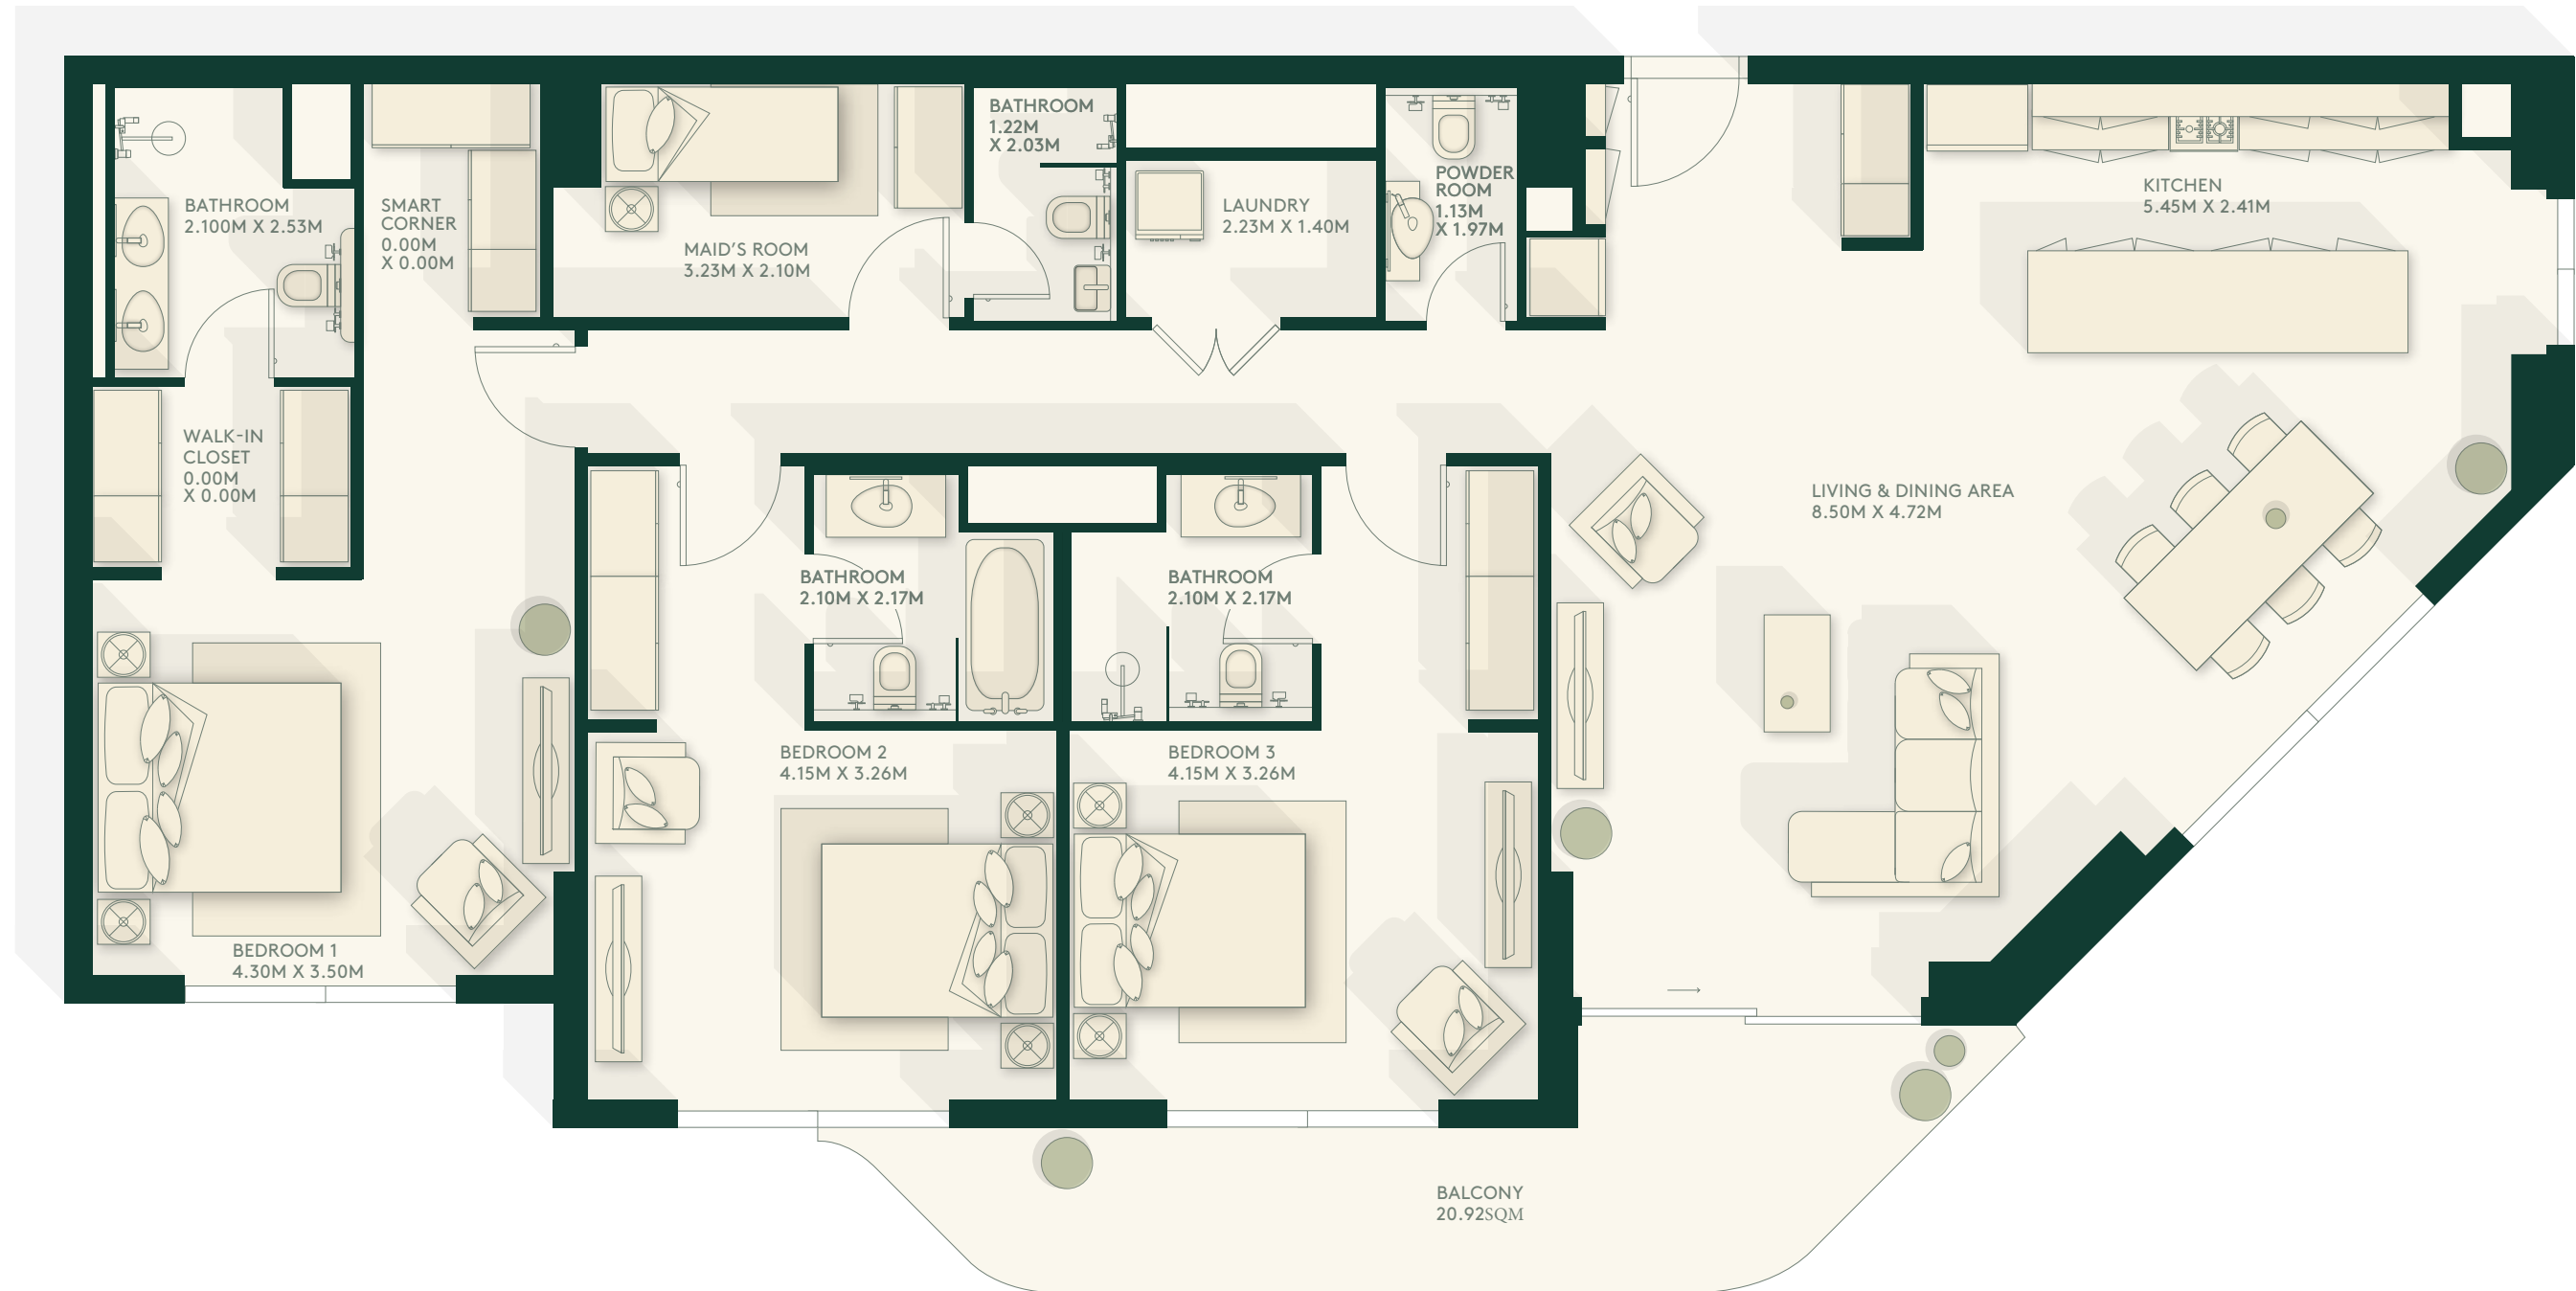 BATHROOM
2.100M X 2.53M
SMART
CORNER
0.00M
X 0.00M
MAID'S ROOM
3.23M X 2.10M
BATHROOM
1.22M
X 2.03M
LAUNDRY
2.23M X 1.40M
POWDER
ROOM
1.13M
X 1.97M
KITCHEN
5.45M X 2.41M
WALK-IN
CLOSET
0.00M
X 0.00M
LIVING & DINING AREA
8.50M X 4.72M
BATHROOM
2.10M X 2.17M
BATHROOM
2.10M X 2.17M
BEDROOM 2
4.15M X 3.26M
BEDROOM 3
4.15M X 3.26M
BEDROOM 1
4.30M X 3.50M
BALCONY
20.92SQM